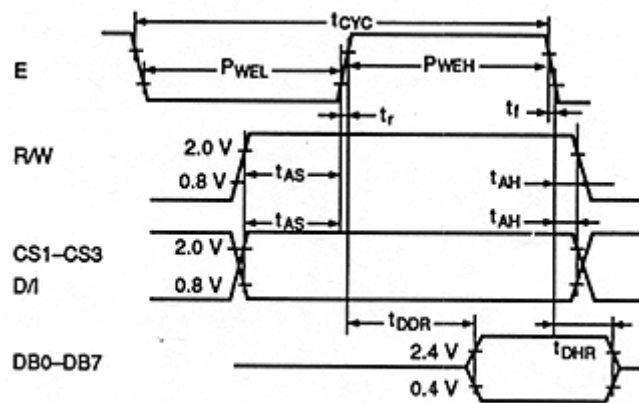 tCYC
E
PWEL
PWEH
tr
tf
R/W
2.0 V
0.8 V
tAS
tAH
tAS
tAH
CS1–CS3
2.0 V
D/I
0.8 V
tDDR
tDHR
DB0–DB7
2.4 V
0.4 V